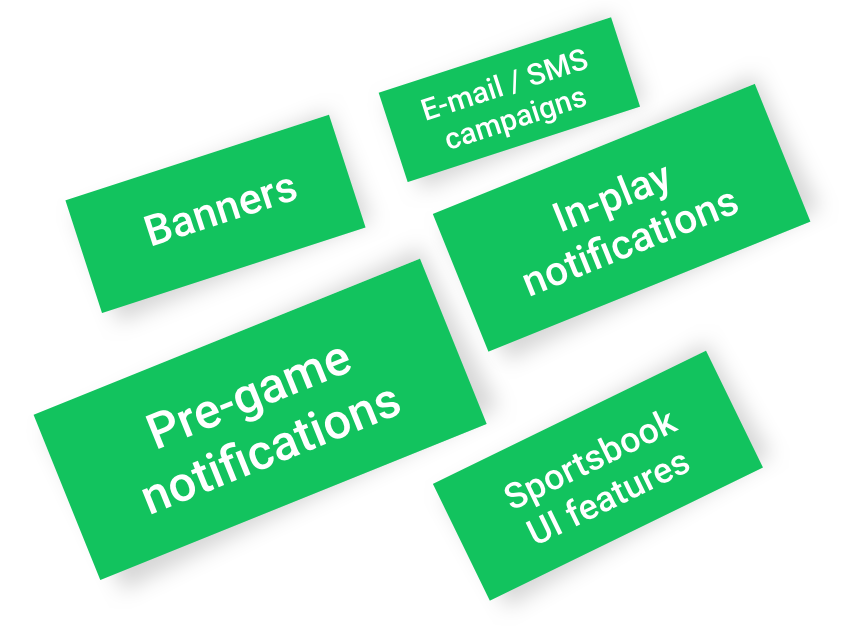 E-mail / SMS
campaigns
Banners
In-play
notifications
Pre-game
notifications
Sportsbook
UI features